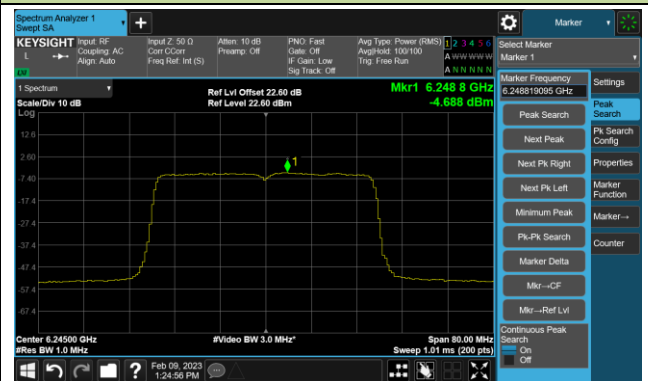 Spectrum Analyzer 1
Swept SA
+
Marker
KEYSIGHT
L
LXI
Input: RF
Coupling: AC
Align: Auto
Input Z: 50 Ω
Corr CCorr
Freq Ref: Int (S)
Atten: 10 dB
Preamp: Off
PNO: Fast
Gate: Off
IF Gain: Low
Sig Track: Off
Avg Type: Power (RMS)
Avg|Hold: 100/100
Trig: Free Run
1 2 3 4 5 6
A W W W W W
A N N N N N
Select Marker
Marker 1
1 Spectrum
Scale/Div 10 dB
Log
Ref Lvl Offset 22.60 dB
Ref Level 22.60 dBm
Mkr1 6.248 8 GHz
-4.688 dBm
12.6
2.60
-7.40
-17.4
-27.4
-37.4
-47.4
-57.4
-67.4
1
Center 6.24500 GHz
#Res BW 1.0 MHz
#Video BW 3.0 MHz*
Span 80.00 MHz
Sweep 1.01 ms (200 pts)
Marker Frequency
6.248819095 GHz
Peak Search
Next Peak
Next Pk Right
Next Pk Left
Minimum Peak
Pk-Pk Search
Marker Delta
Mkr→CF
Mkr→Ref Lvl
Continuous Peak
Search
On
Off
Settings
Peak
Search
Pk Search
Config
Properties
Marker
Function
Marker→
Counter
?
Feb 09, 2023
1:24:56 PM